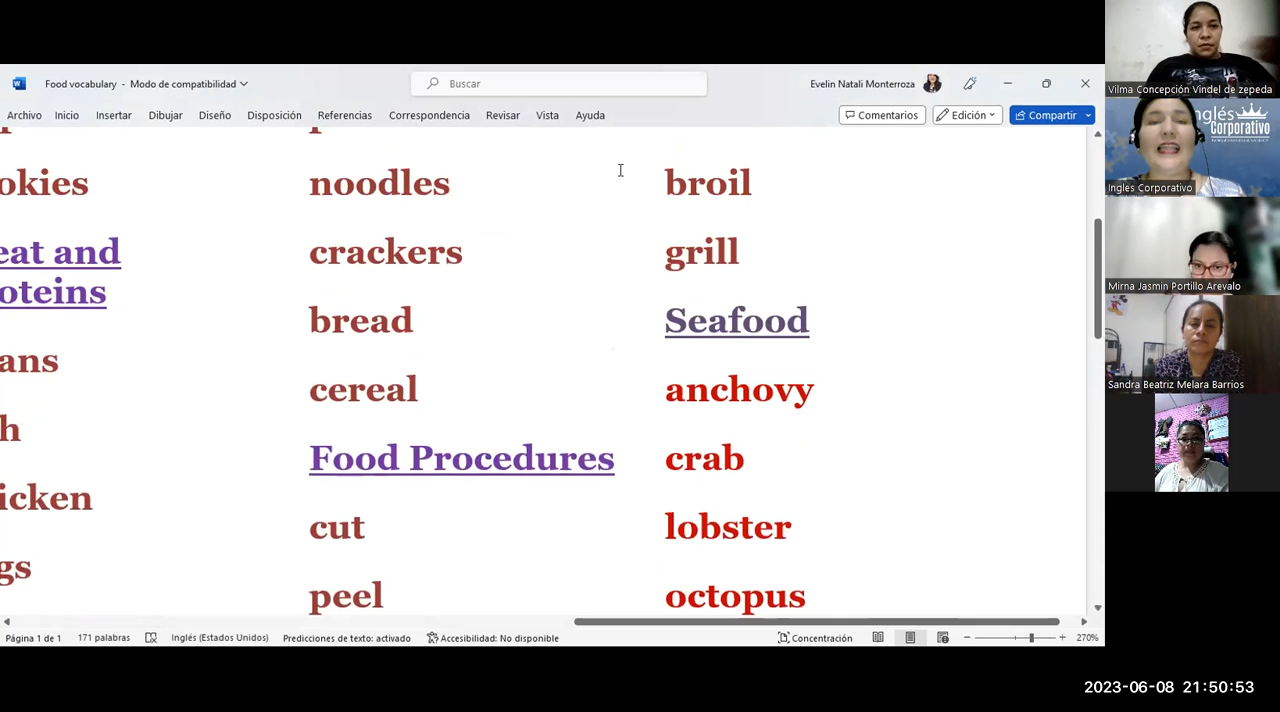 Food vocabulary - Modo de compatibilidad
Buscar
Evelin Natali Monterroza
Archivo Inicio Insertar Dibujar Diseño Disposición Referencias Correspondencia Revisar Vista Ayuda
Comentarios Edición Compartir
okies
eat and
oteins
ans
h
icken
gs
noodles
crackers
bread
cereal
Food Procedures
cut
peel
broil
grill
Seafood
anchovy
crab
lobster
octopus
Página 1 de 1 171 palabras Inglés (Estados Unidos) Predicciones de texto: activado Accesibilidad: No disponible Concentración 270%
Vilma Concepción Vindel de zepeda
nglés
Corporativo
Ingles Corporativo
Mirna Jasmin Portillo Arevalo
Sandra Beatriz Melara Barrios
2023-06-08 21:50:53